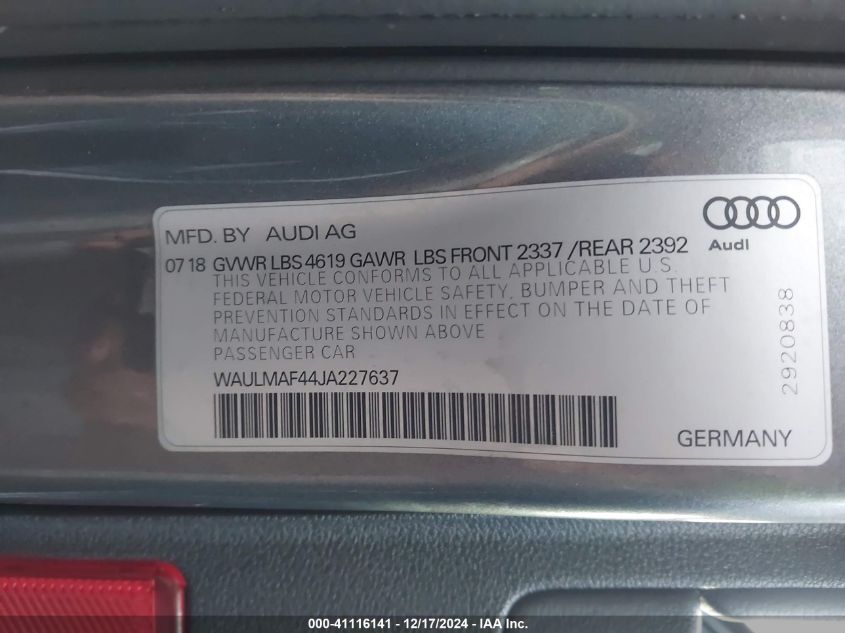 MFD. BY AUDI AG
Audi
07 18 GVWR LBS 4619 GAWR LBS FRONT 2337 /REAR 2392
THIS VEHICLE CONFORMS TO ALL APPLICABLE U.S.
FEDERAL MOTOR VEHICLE SAFETY, BUMPER AND THEFT
PREVENTION STANDARDS IN EFFECT ON THE DATE OF
MANUFACTURE SHOWN ABOVE
PASSENGER CAR
WAULMAF44JA227637
2920838
GERMANY
000-41116141 - 12/17/2024 - COPYRIGHT IAA, LLC.